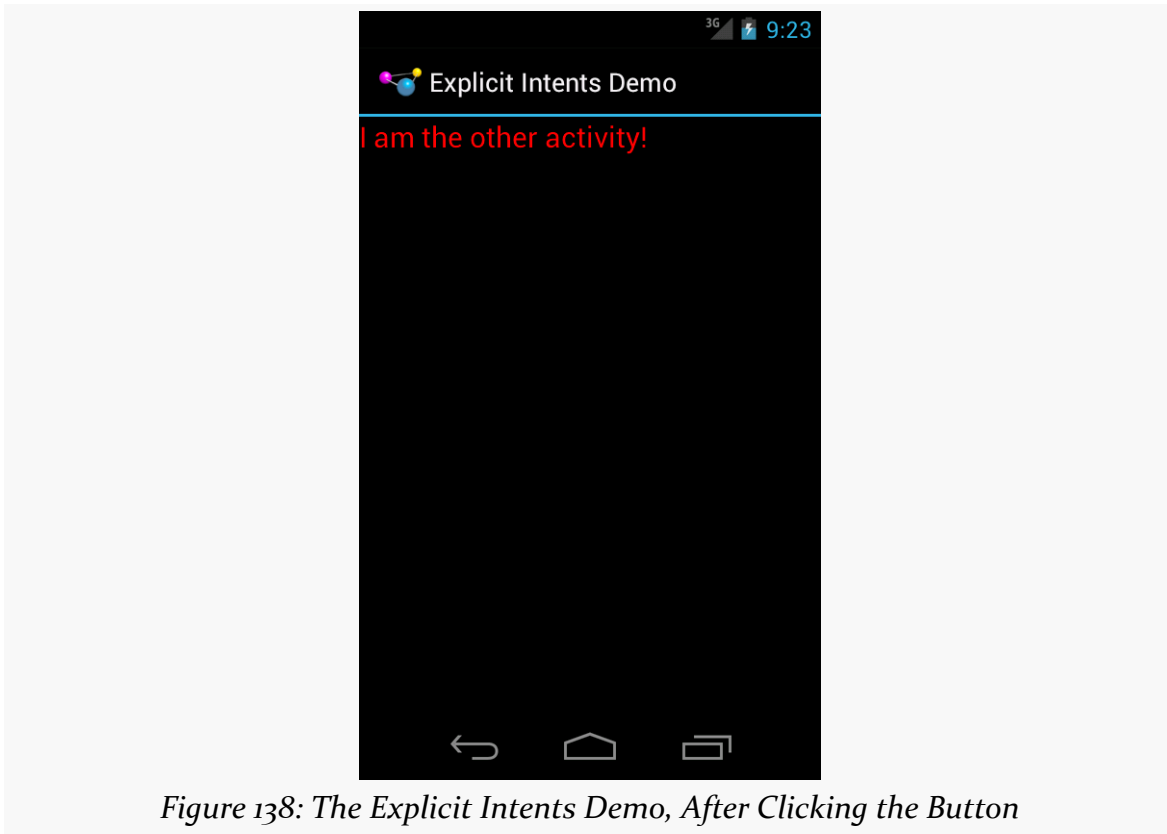 3G 9:23
Explicit Intents Demo
I am the other activity!
Figure 138: The Explicit Intents Demo, After Clicking the Button